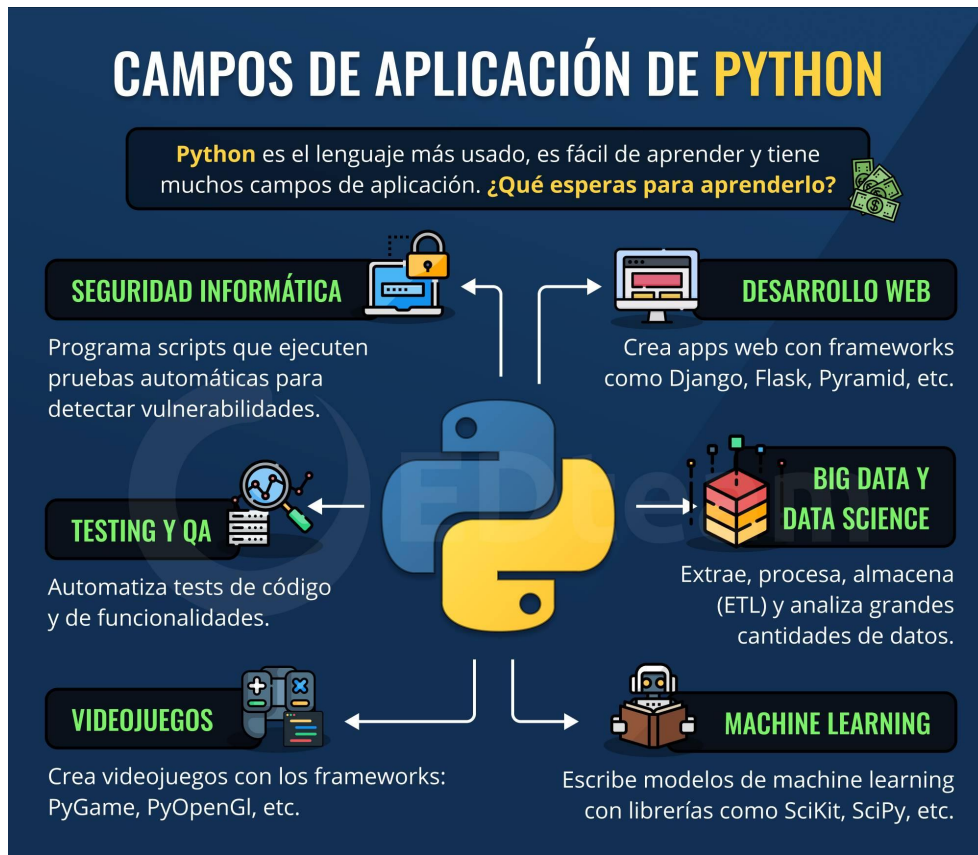 CAMPOS DE APLICACIÓN DE PYTHON
Python es el lenguaje más usado, es fácil de aprender y tiene
muchos campos de aplicación. ¿Qué esperas para aprenderlo?
SEGURIDAD INFORMÁTICA
Programa scripts que ejecuten
pruebas automáticas para
detectar vulnerabilidades.
DESARROLLO WEB
Crea apps web con frameworks
como Django, Flask, Pyramid, etc.
TESTING Y QA
Automatiza tests de código
y de funcionalidades.
BIG DATA Y
DATA SCIENCE
Extrae, procesa, almacena
(ETL) y analiza grandes
cantidades de datos.
VIDEOJUEGOS
Crea videojuegos con los frameworks:
PyGame, PyOpenGl, etc.
MACHINE LEARNING
Escribe modelos de machine learning
con librerías como SciKit, SciPy, etc.
EDteam